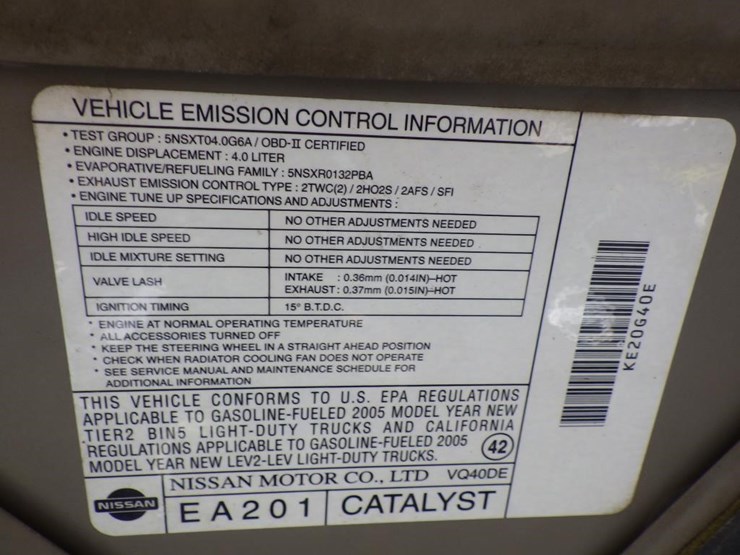 VEHICLE EMISSION CONTROL INFORMATION
• TEST GROUP : 5NSXT04.0G6A / OBD-II CERTIFIED
• ENGINE DISPLACEMENT : 4.0 LITER
• EVAPORATIVE/REFUELING FAMILY : 5NSXR0132PBA
• EXHAUST EMISSION CONTROL TYPE : 2TWC(2) / 2HO2S / 2AFS / SFI
• ENGINE TUNE UP SPECIFICATIONS AND ADJUSTMENTS :
IDLE SPEED NO OTHER ADJUSTMENTS NEEDED
HIGH IDLE SPEED NO OTHER ADJUSTMENTS NEEDED
IDLE MIXTURE SETTING NO OTHER ADJUSTMENTS NEEDED
VALVE LASH INTAKE : 0.36mm (0.014IN)-HOT
EXHAUST : 0.37mm (0.015IN)-HOT
IGNITION TIMING 15° B.T.D.C.
* ENGINE AT NORMAL OPERATING TEMPERATURE
* ALL ACCESSORIES TURNED OFF
* KEEP THE STEERING WHEEL IN A STRAIGHT AHEAD POSITION
* CHECK WHEN RADIATOR COOLING FAN DOES NOT OPERATE
* SEE SERVICE MANUAL AND MAINTENANCE SCHEDULE FOR
ADDITIONAL INFORMATION
THIS VEHICLE CONFORMS TO U.S. EPA REGULATIONS
APPLICABLE TO GASOLINE-FUELED 2005 MODEL YEAR NEW
TIER2 BIN5 LIGHT-DUTY TRUCKS AND CALIFORNIA
REGULATIONS APPLICABLE TO GASOLINE-FUELED 2005
MODEL YEAR NEW LEV2-LEV LIGHT-DUTY TRUCKS.
42
NISSAN
NISSAN MOTOR CO., LTD VQ40DE
EA201 CATALYST
KE20G40E